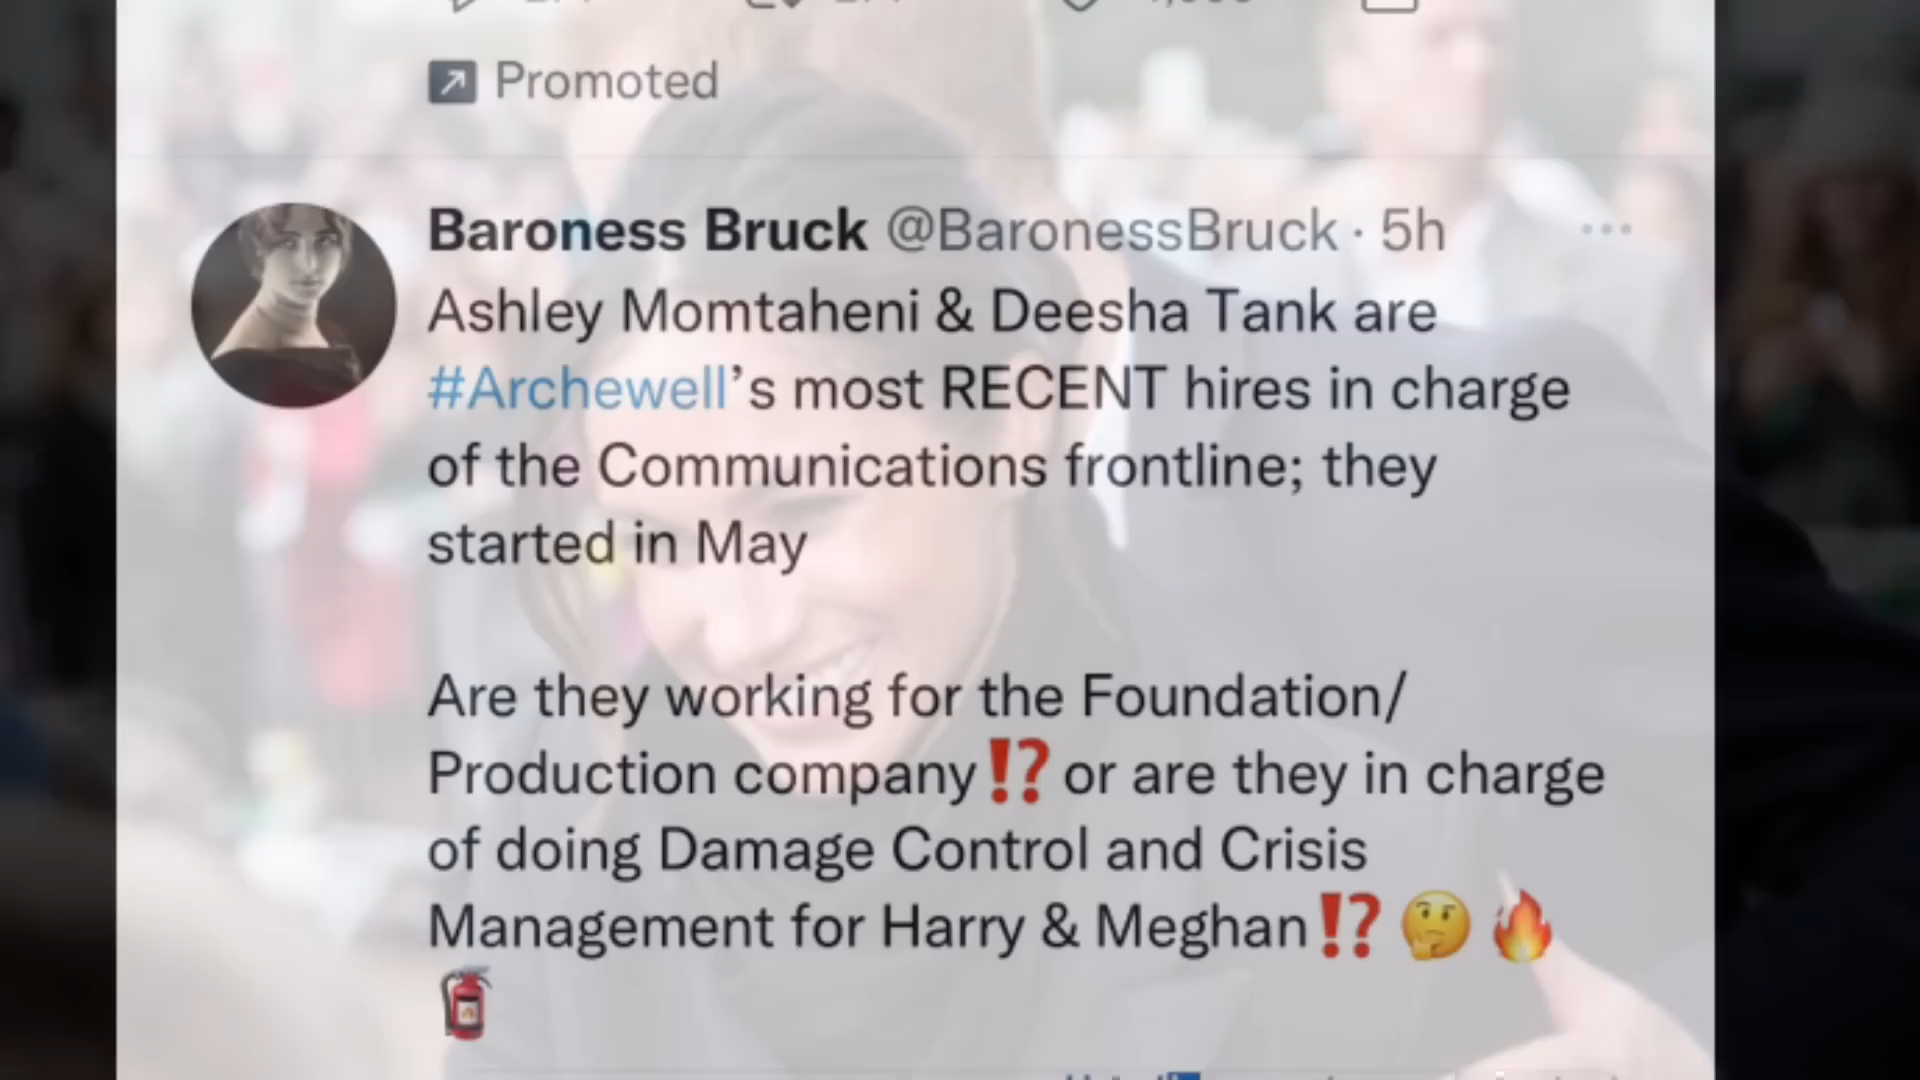 Promoted
Baroness Bruck @BaronessBruck · 5h
Ashley Momtaheni & Deesha Tank are
#Archewell’s most RECENT hires in charge
of the Communications frontline; they
started in May
Are they working for the Foundation/
Production company⁉️ or are they in charge
of doing Damage Control and Crisis
Management for Harry & Meghan⁉️ 🤔 🔥
🧯